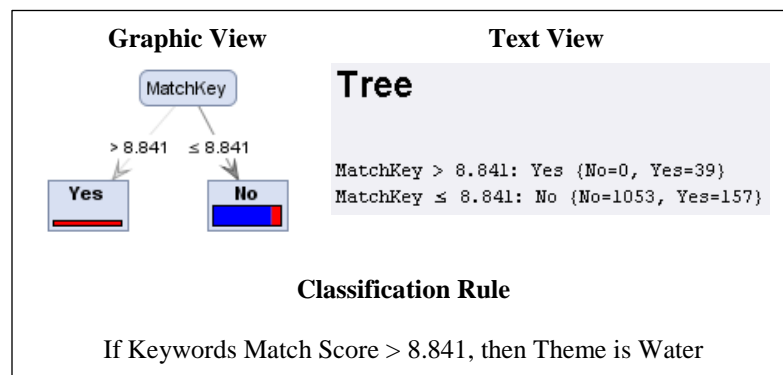 Graphic View
Text View
MatchKey
> 8.841
≤ 8.841
Yes
No
Tree
MatchKey > 8.841: Yes {No=0, Yes=39}
MatchKey ≤ 8.841: No {No=1053, Yes=157}
Classification Rule
If Keywords Match Score > 8.841, then Theme is Water